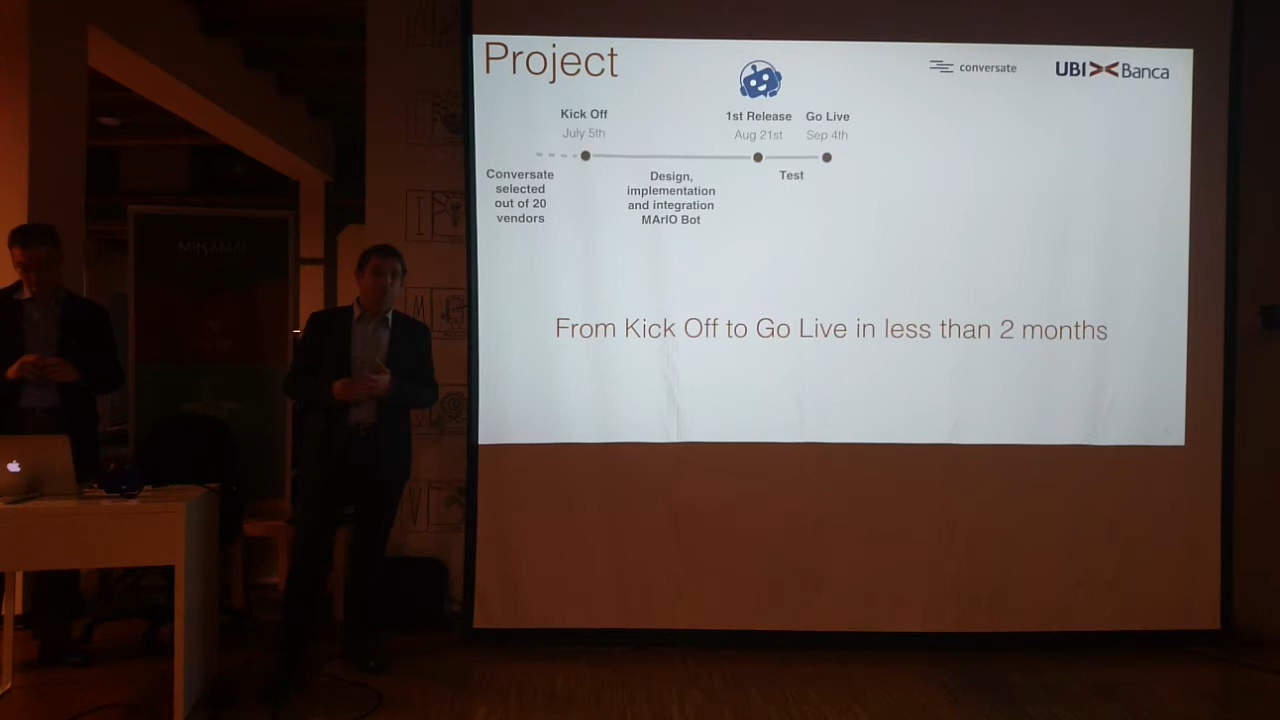 Project
conversate
UBI Banca
Kick Off
July 5th
1st Release
Aug 21st
Go Live
Sep 4th
Conversate
selected
out of 20
vendors
Design,
implementation
and integration
MArIO Bot
Test
From Kick Off to Go Live in less than 2 months
MIKAMAI
I
M
V